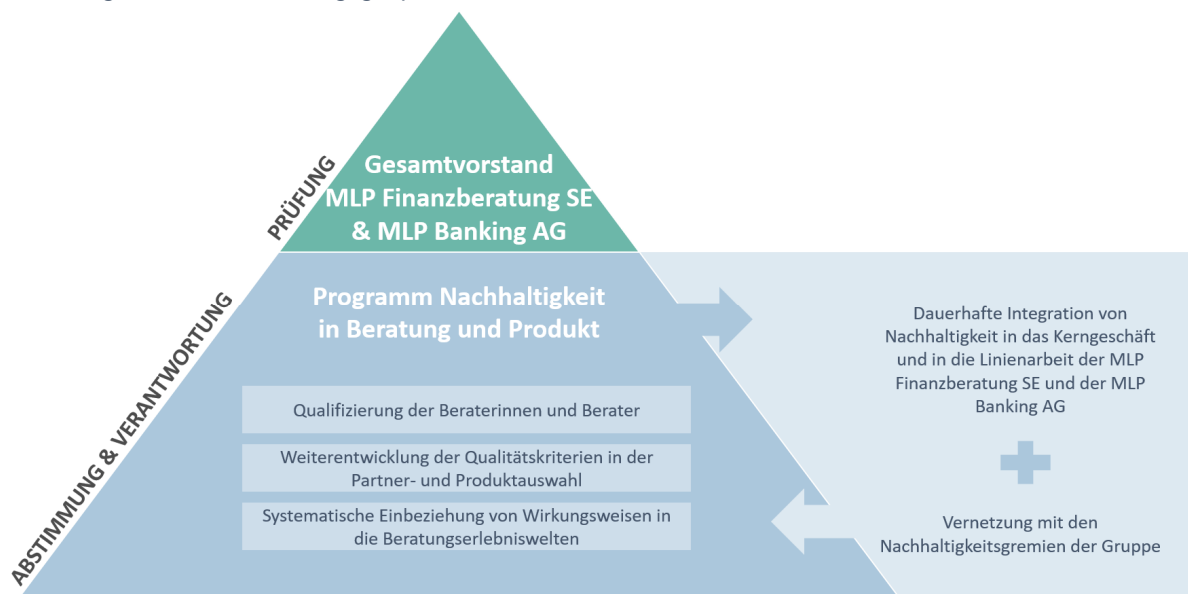 PRÜFUNG
Gesamtvorstand
MLP Finanzberatung SE
& MLP Banking AG
ABSTIMMUNG & VERANTWORTUNG
Programm Nachhaltigkeit
in Beratung und Produkt
Qualifizierung der Beraterinnen und Berater
Weiterentwicklung der Qualitätskriterien in der
Partner- und Produktauswahl
Systematische Einbeziehung von Wirkungsweisen in
die Beratungserlebniswelten
Dauerhafte Integration von
Nachhaltigkeit in das Kerngeschäft
und in die Linienarbeit der MLP
Finanzberatung SE und der MLP
Banking AG
Vernetzung mit den
Nachhaltigkeitsgremien der Gruppe